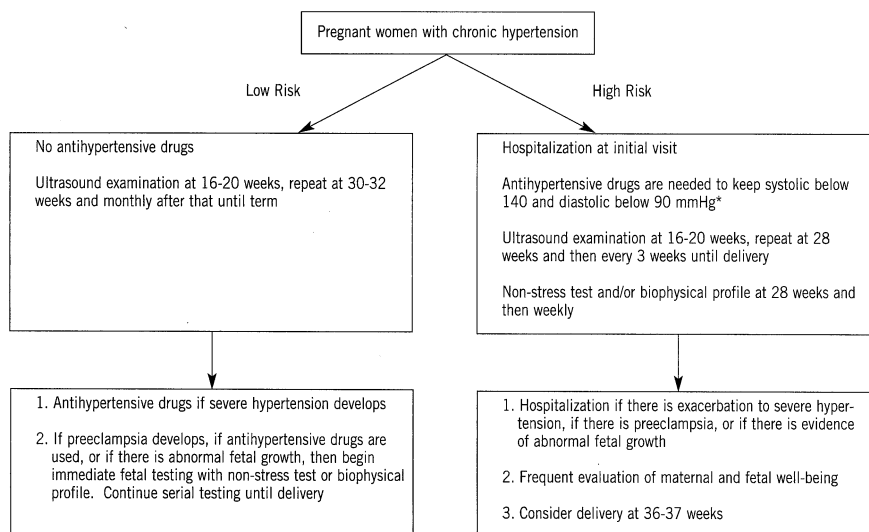 Pregnant women with chronic hypertension
Low Risk
High Risk
No antihypertensive drugs
Ultrasound examination at 16-20 weeks, repeat at 30-32
weeks and monthly after that until term
Hospitalization at initial visit
Antihypertensive drugs are needed to keep systolic below
140 and diastolic below 90 mmHg*
Ultrasound examination at 16-20 weeks, repeat at 28
weeks and then every 3 weeks until delivery
Non-stress test and/or biophysical profile at 28 weeks and
then weekly
1. Antihypertensive drugs if severe hypertension develops
2. If preeclampsia develops, if antihypertensive drugs are
used, or if there is abnormal fetal growth, then begin
immediate fetal testing with non-stress test or biophysical
profile. Continue serial testing until delivery
1. Hospitalization if there is exacerbation to severe hyper-
tension, if there is preeclampsia, or if there is evidence
of abnormal fetal growth
2. Frequent evaluation of maternal and fetal well-being
3. Consider delivery at 36-37 weeks